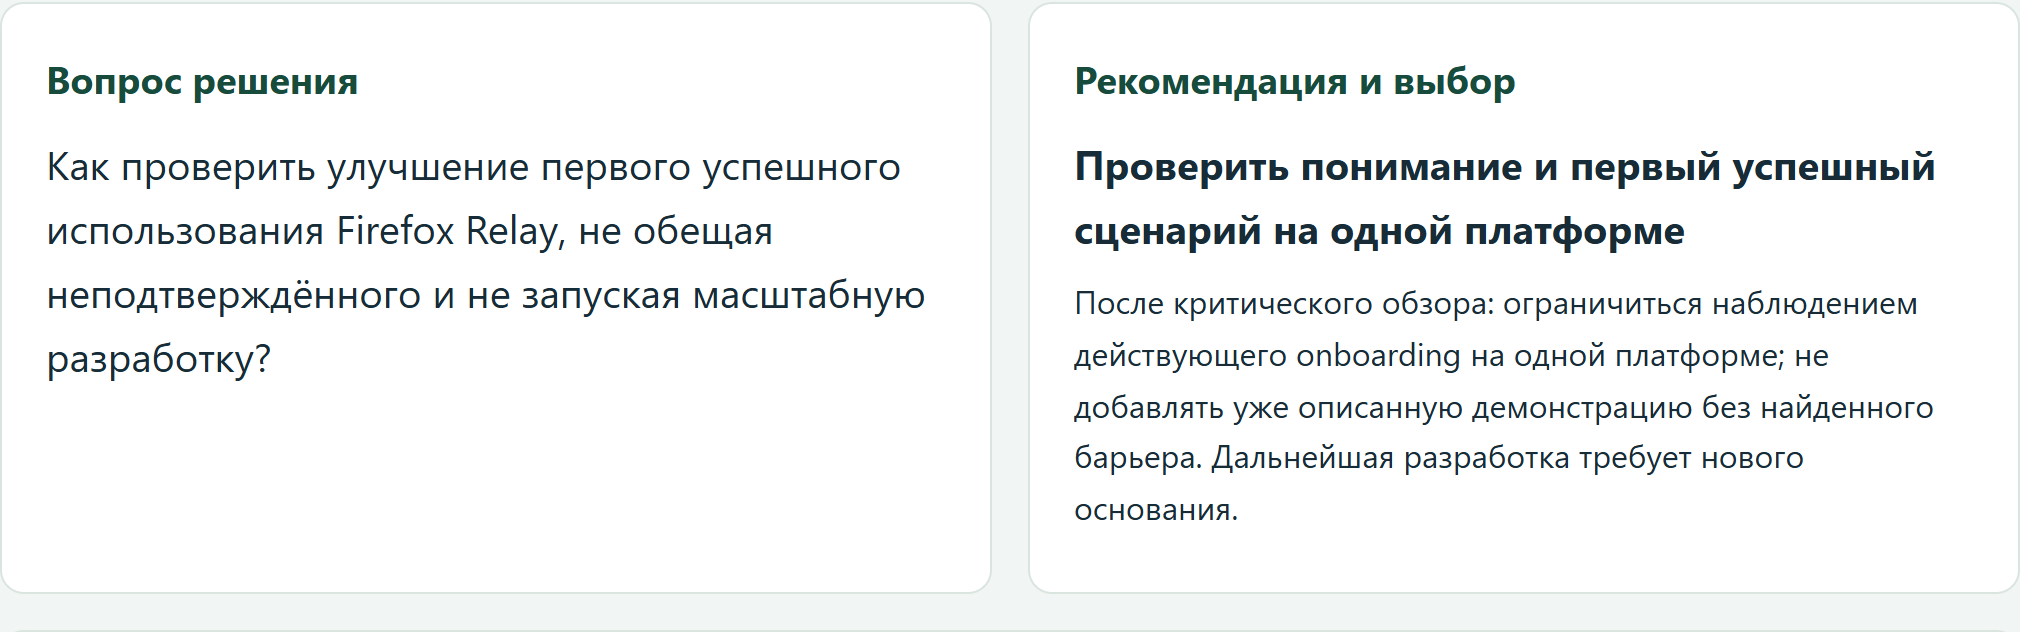 Вопрос решения
Как проверить улучшение первого успешного
использования Firefox Relay, не обещая
неподтверждённого и не запуская масштабную
разработку?
Рекомендация и выбор
Проверить понимание и первый успешный
сценарий на одной платформе
После критического обзора: ограничиться наблюдением
действующего onboarding на одной платформе; не
добавлять уже описанную демонстрацию без найденного
барьера. Дальнейшая разработка требует нового
основания.